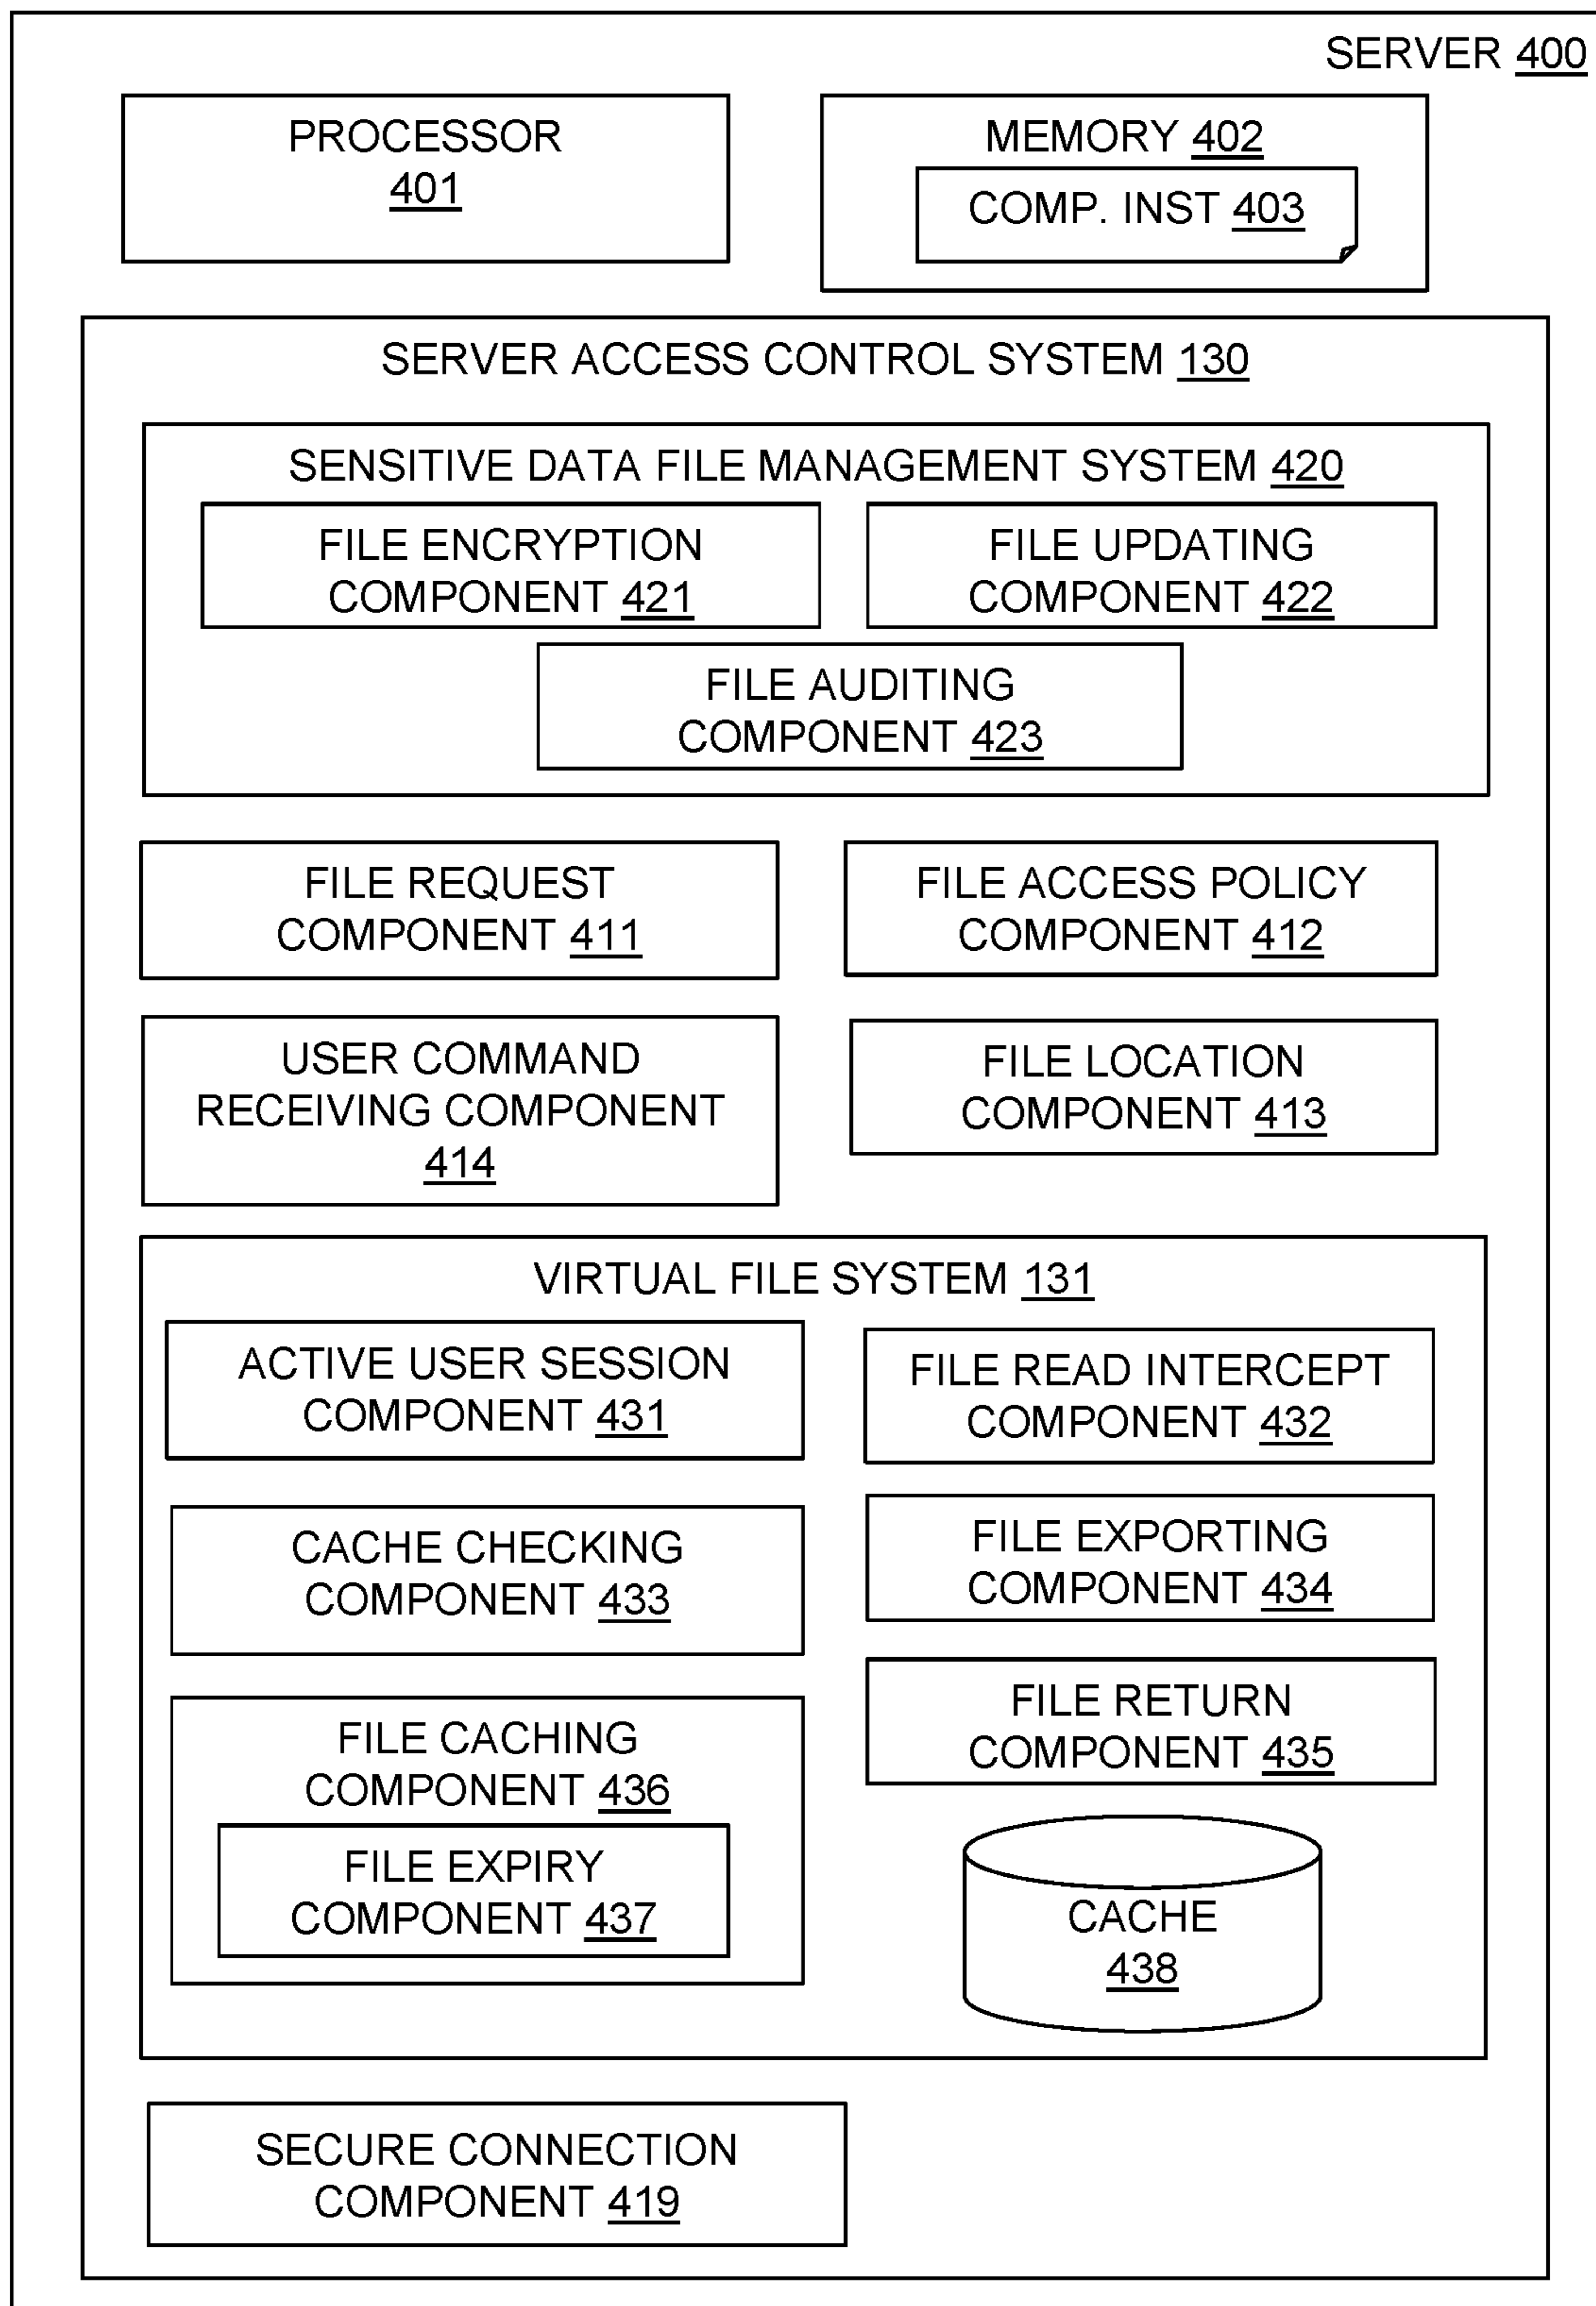 SERVER 400
PROCESSOR
401
MEMORY 402
COMP. INST 403
SERVER ACCESS CONTROL SYSTEM 130
SENSITIVE DATA FILE MANAGEMENT SYSTEM 420
FILE ENCRYPTION
COMPONENT 421
FILE UPDATING
COMPONENT 422
FILE AUDITING
COMPONENT 423
FILE REQUEST
COMPONENT 411
FILE ACCESS POLICY
COMPONENT 412
USER COMMAND
RECEIVING COMPONENT
414
FILE LOCATION
COMPONENT 413
VIRTUAL FILE SYSTEM 131
ACTIVE USER SESSION
COMPONENT 431
FILE READ INTERCEPT
COMPONENT 432
CACHE CHECKING
COMPONENT 433
FILE EXPORTING
COMPONENT 434
FILE CACHING
COMPONENT 436
FILE EXPIRY
COMPONENT 437
FILE RETURN
COMPONENT 435
CACHE
438
SECURE CONNECTION
COMPONENT 419